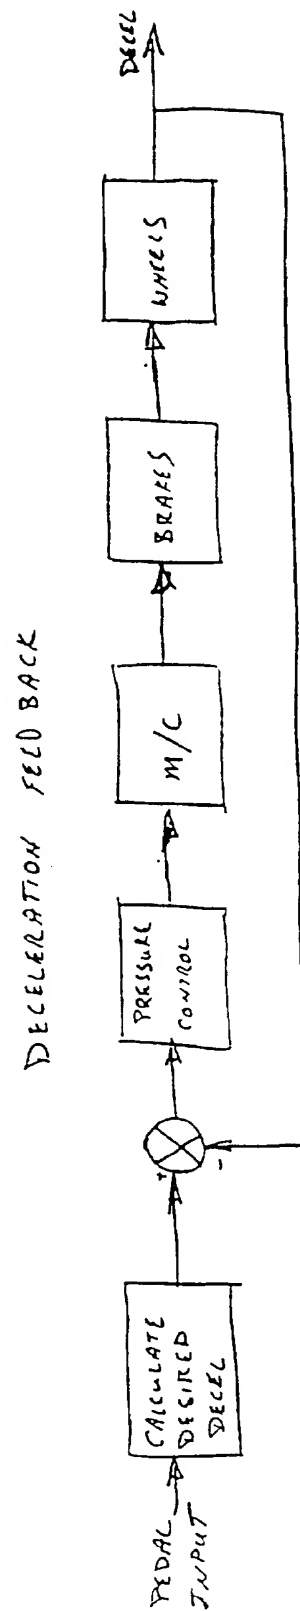 DECELERATION FEED BACK
PEDAL
INPUT
CALCULATE
DESIRED
DECEL
+
-
PRESSURE
CONTROL
M/C
BRAKES
WHEELS
DECEL